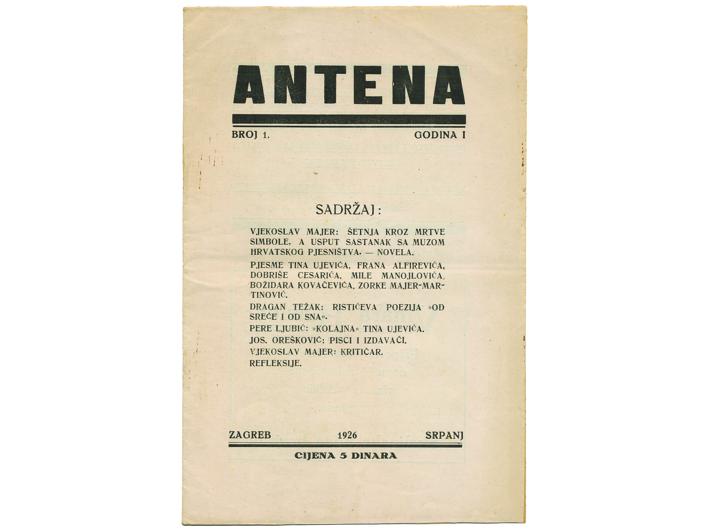 ANTENA
BROJ 1. GODINA I
SADRŽAJ:
VJEKOSLAV MAJER: ŠETNJA KROZ MRTVE
SIMBOLE, A USPUT SASTANAK SA MUZOM
HRVATSKOG PJESNIŠTVA. — NOVELA.
PJESME TINA UJEVIĆA, FRANA ALFIREVIĆA,
DOBRIŠE CESARIĆA, MILE MANOJLOVIĆA,
BOŽIDARA KOVAČEVIĆA, ZORKE MAJER-MAR-
TINOVIĆ.
DRAGAN TEŽAK: RISTIĆEVA POEZIJA »OD
SREĆE I OD SNA«.
PERE LJUBIĆ: »KOLAJNA« TINA UJEVIĆA.
JOS. OREŠKOVIĆ: PISCI I IZDAVAČI.
VJEKOSLAV MAJER: KRITIČAR.
REFLEKSIJE.
ZAGREB 1926 SRPANJ
CIJENA 5 DINARA